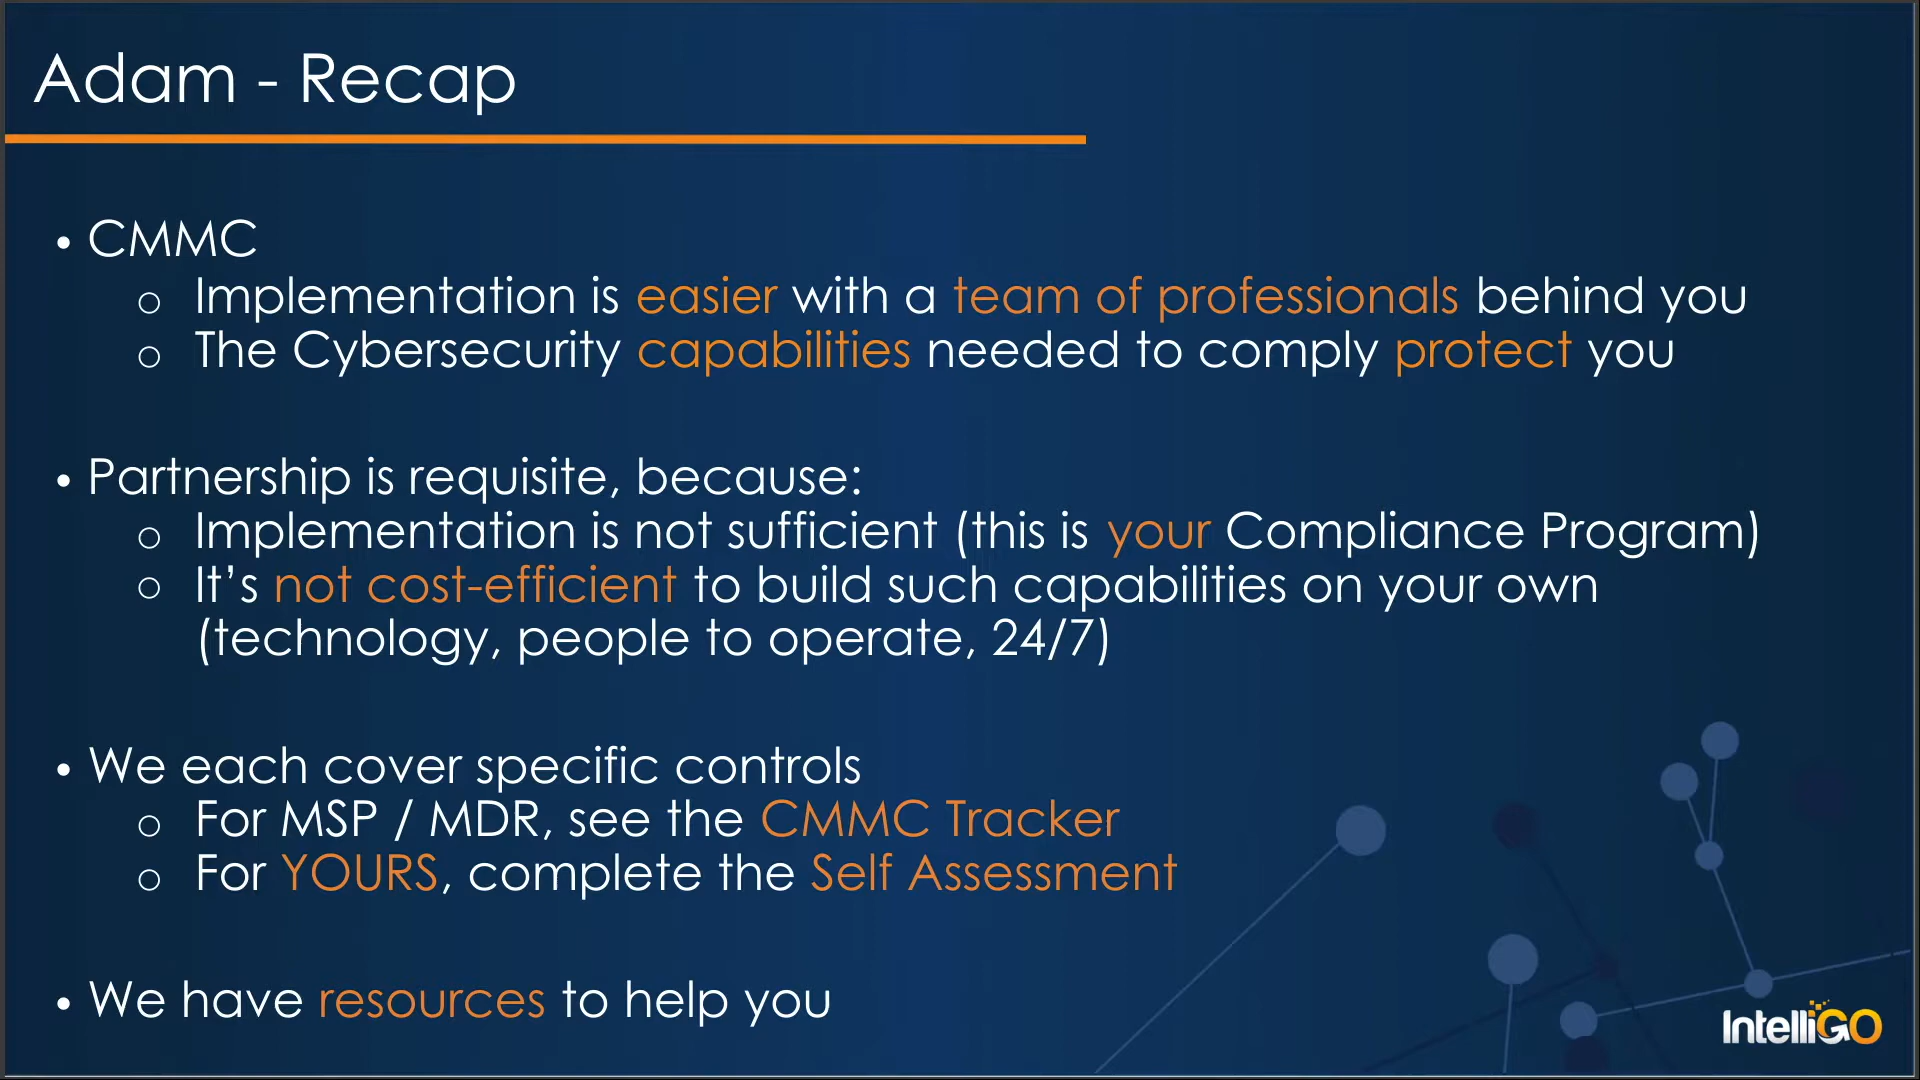 Adam - Recap
• CMMC
o Implementation is easier with a team of professionals behind you
o The Cybersecurity capabilities needed to comply protect you
• Partnership is requisite, because:
o Implementation is not sufficient (this is your Compliance Program)
o It’s not cost-efficient to build such capabilities on your own
(technology, people to operate, 24/7)
• We each cover specific controls
o For MSP / MDR, see the CMMC Tracker
o For YOURS, complete the Self Assessment
• We have resources to help you
IntelliGO